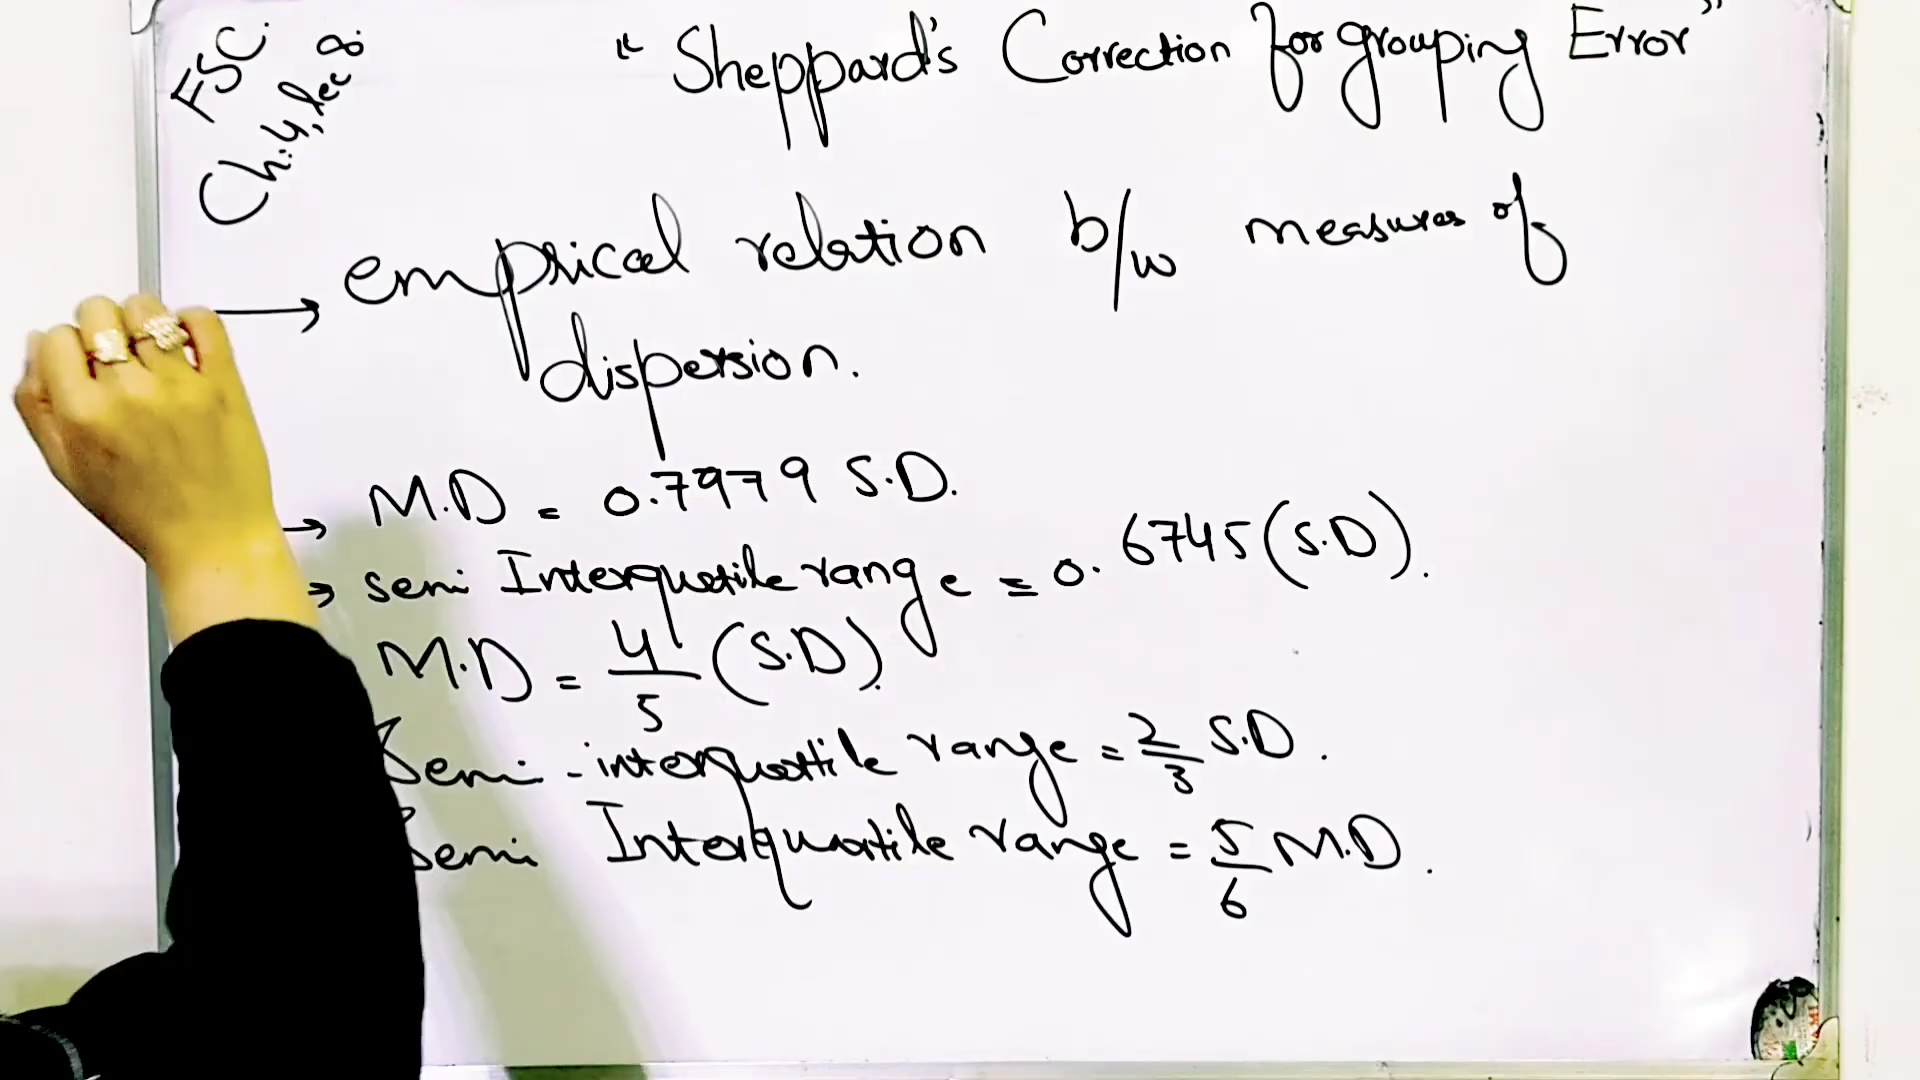 FSC.
Ch:4, lec 8.
"Sheppard's Correction for grouping Error"
→ emprical relation b/w measures of
dispersion.
→ M.D = 0.7979 S.D.
→ semi Interquartile range = 0.6745(S.D).
M.D = 4/5 (S.D).
Semi-interquartile range = 2/3 S.D.
Semi Interquartile range = 5/6 M.D.